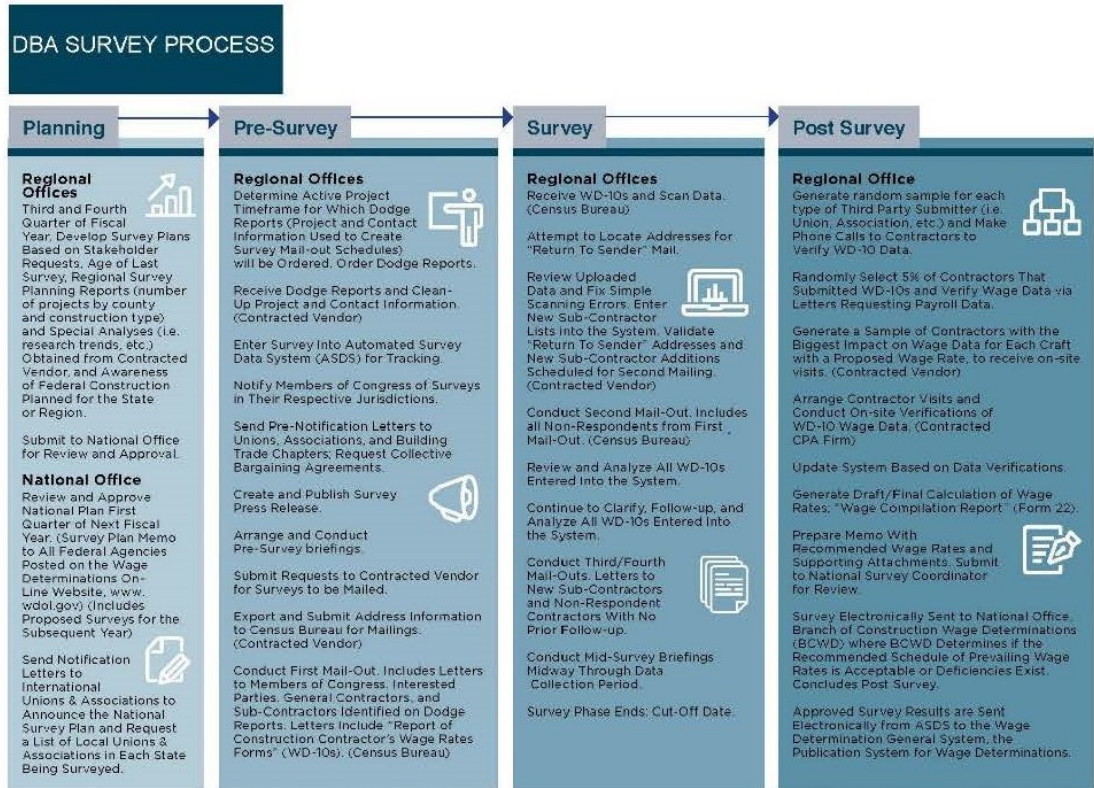 DBA SURVEY PROCESS
Planning
Regional
Offices
Third and Fourth
Quarter of Fiscal
Year, Develop Survey Plans
Based on Stakeholder
Requests, Age of Last
Survey, Regional Survey
Planning Reports (number
of projects by county
and construction type)
and Special Analyses (i.e.
research trends, etc.)
Obtained from Contracted
Vendor, and Awareness
of Federal Construction
Planned for the State
or Region.
Submit to National Office
for Review and Approval.
National Office
Review and Approve
National Plan First
Quarter of Next Fiscal
Year. (Survey Plan Memo
to All Federal Agencies
Posted on the Wage
Determinations On-
Line Website, www.
wdol.gov) (Includes
Proposed Surveys for the
Subsequent Year)
Send Notification
Letters to
International
Unions & Associations to
Announce the National
Survey Plan and Request
a List of Local Unions &
Associations in Each State
Being Surveyed.
Pre-Survey
Regional Offices
Determine Active Project
Timeframe for Which Dodge
Reports (Project and Contact
Information Used to Create
Survey Mail-out Schedules)
will be Ordered. Order Dodge Reports.
Receive Dodge Reports and Clean-
Up Project and Contact Information.
(Contracted Vendor)
Enter Survey Into Automated Survey
Data System (ASDS) for Tracking.
Notify Members of Congress of Surveys
in Their Respective Jurisdictions.
Send Pre-Notification Letters to
Unions, Associations, and Building
Trade Chapters; Request Collective
Bargaining Agreements.
Create and Publish Survey
Press Release.
Arrange and Conduct
Pre-Survey briefings.
Submit Requests to Contracted Vendor
for Surveys to be Mailed.
Export and Submit Address Information
to Census Bureau for Mailings.
(Contracted Vendor)
Conduct First Mail-Out. Includes Letters
to Members of Congress, Interested
Parties, General Contractors, and
Sub-Contractors Identified on Dodge
Reports. Letters Include "Report of
Construction Contractor's Wage Rates
Forms" (WD-10s). (Census Bureau)
Survey
Regional Offices
Receive WD-10s and Scan Data.
(Census Bureau)
Attempt to Locate Addresses for
"Return To Sender" Mail.
Review Uploaded
Data and Fix Simple
Scanning Errors. Enter
New Sub-Contractor
Lists into the System. Validate
"Return To Sender" Addresses and
New Sub-Contractor Additions
Scheduled for Second Mailing.
(Contracted Vendor)
Conduct Second Mail-Out. Includes
all Non-Respondents from First
Mail-Out. (Census Bureau)
Review and Analyze All WD-10s
Entered Into the System.
Continue to Clarify, Follow-up, and
Analyze All WD-10s Entered Into
the System.
Conduct Third/Fourth
Mail-Outs. Letters to
New Sub-Contractors
and Non-Respondent
Contractors With No
Prior Follow-up.
Conduct Mid-Survey Briefings
Midway Through Data
Collection Period.
Survey Phase Ends; Cut-Off Date.
Post Survey
Regional Office
Generate random sample for each
type of Third Party Submitter (i.e.
Union, Association, etc.) and Make
Phone Calls to Contractors to
Verify WD-10 Data.
Randomly Select 5% of Contractors That
Submitted WD-10s and Verify Wage Data via
Letters Requesting Payroll Data.
Generate a Sample of Contractors with the
Biggest Impact on Wage Data for Each Craft
with a Proposed Wage Rate, to receive on-site
visits. (Contracted Vendor)
Arrange Contractor Visits and
Conduct On-site Verifications of
WD-10 Wage Data. (Contracted
CPA Firm)
Update System Based on Data Verifications.
Generate Draft/Final Calculation of Wage
Rates; "Wage Compilation Report" (Form 22).
Prepare Memo With
Recommended Wage Rates and
Supporting Attachments. Submit
to National Survey Coordinator
for Review.
Survey Electronically Sent to National Office,
Branch of Construction Wage Determinations
(BCWD) where BCWD Determines if the
Recommended Schedule of Prevailing Wage
Rates is Acceptable or Deficiencies Exist.
Concludes Post Survey.
Approved Survey Results are Sent
Electronically from ASDS to the Wage
Determination General System, the
Publication System for Wage Determinations.